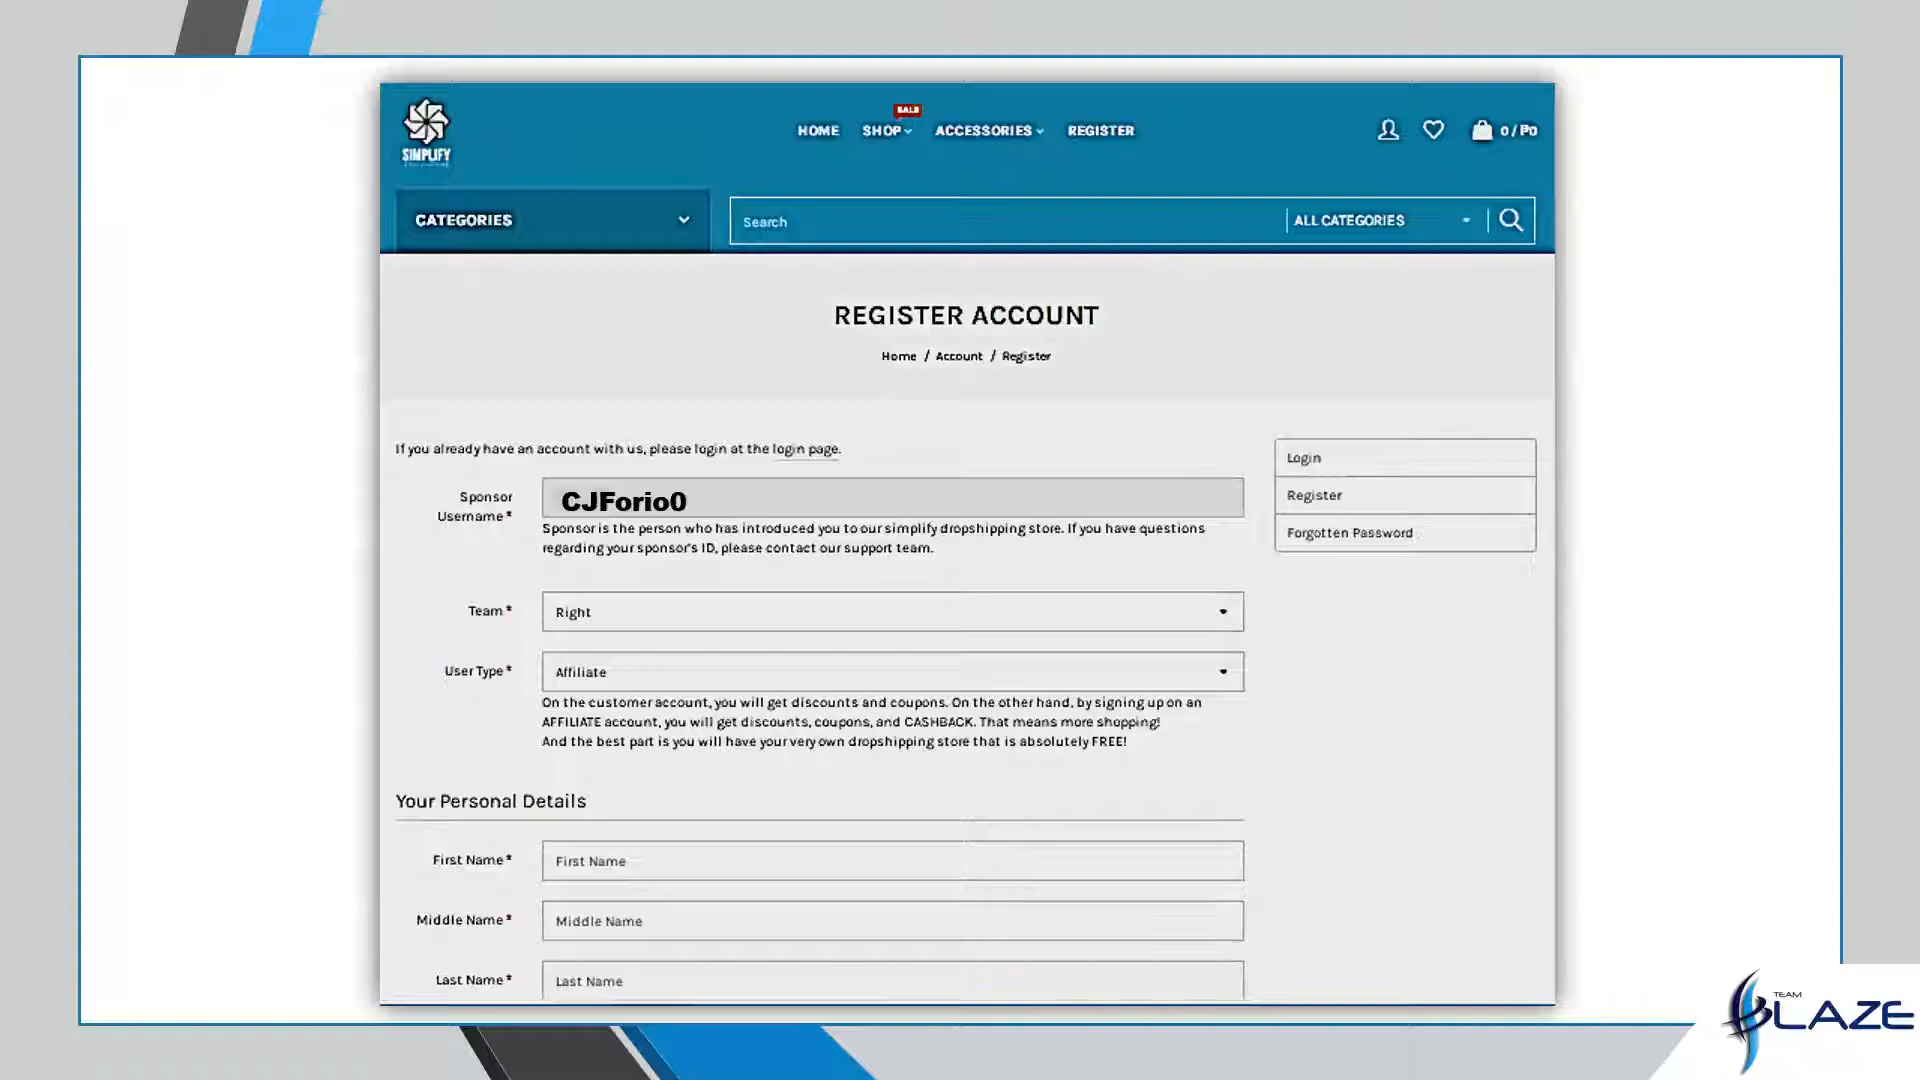 SIMPLIFY
HOME
SALE
SHOP
ACCESSORIES
REGISTER
0 / ₱0
CATEGORIES
Search
ALL CATEGORIES
REGISTER ACCOUNT
Home / Account / Register
If you already have an account with us, please login at the login page.
Sponsor
Username *
CJForio0
Sponsor is the person who has introduced you to our simplify dropshipping store. If you have questions
regarding your sponsor's ID, please contact our support team.
Team *
Right
User Type *
Affiliate
On the customer account, you will get discounts and coupons. On the other hand, by signing up on an
AFFILIATE account, you will get discounts, coupons, and CASHBACK. That means more shopping!
And the best part is you will have your very own dropshipping store that is absolutely FREE!
Your Personal Details
First Name *
First Name
Middle Name *
Middle Name
Last Name *
Last Name
Login
Register
Forgotten Password
TEAM
BLAZE